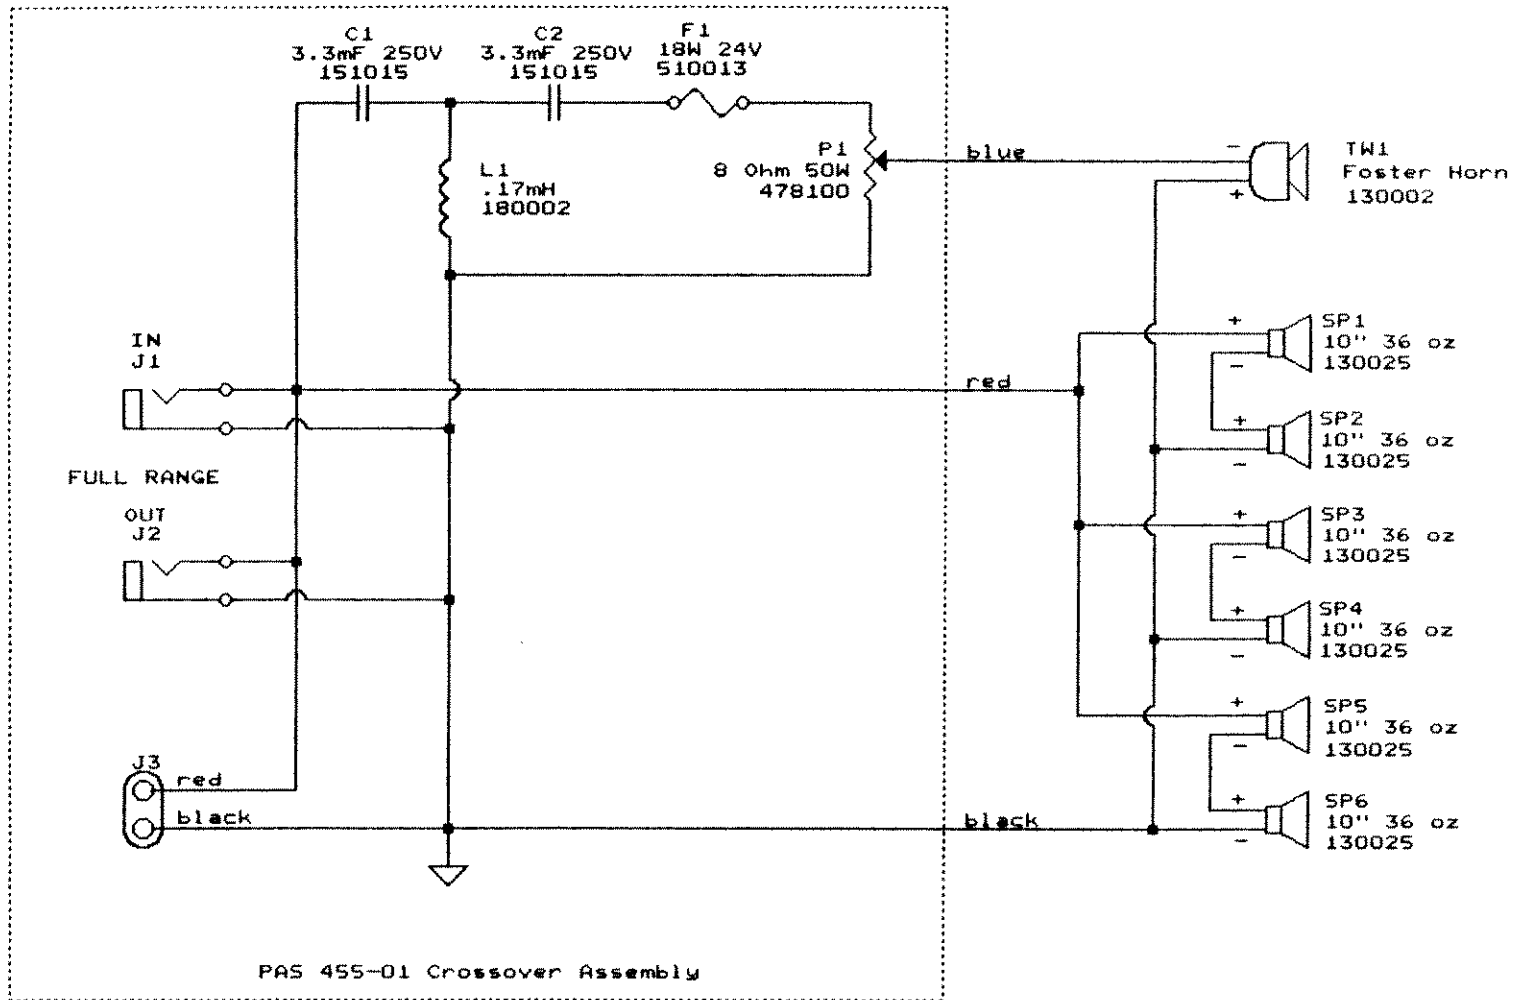 C1
3.3mF 250V
151015
C2
3.3mF 250V
151015
F1
18W 24V
510013
L1
.17mH
180002
P1
8 Ohm 50W
478100
blue
-
+
TW1
Foster Horn
130002
IN
J1
red
+
-
SP1
10" 36 oz
130025
+
-
SP2
10" 36 oz
130025
FULL RANGE
OUT
J2
+
-
SP3
10" 36 oz
130025
+
-
SP4
10" 36 oz
130025
+
-
SP5
10" 36 oz
130025
J3
red
black
black
+
-
SP6
10" 36 oz
130025
PAS 455-01 Crossover Assembly